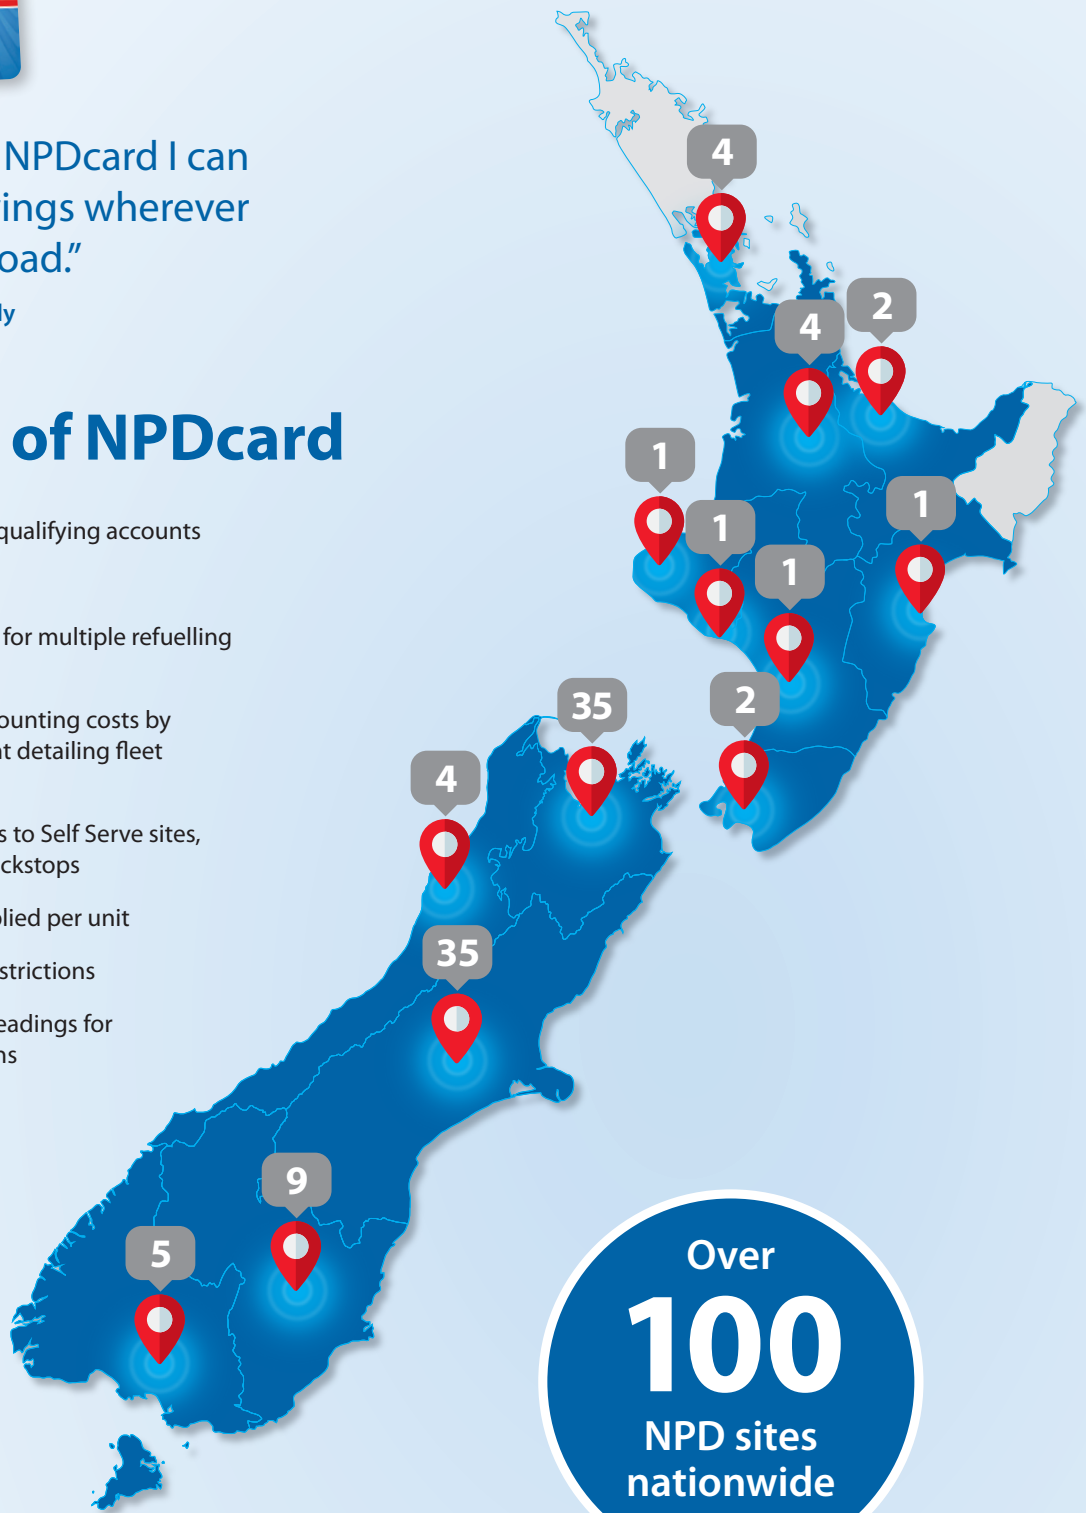 NPDcard I can
ings wherever
oad.”
ly
of NPDcard
qualifying accounts
for multiple refuelling
ounting costs by
nt detailing fleet
s to Self Serve sites,
ckstops
plied per unit
strictions
eadings for
ns
4
4
2
1
1
1
1
2
35
4
35
9
5
Over
100
NPD sites
nationwide